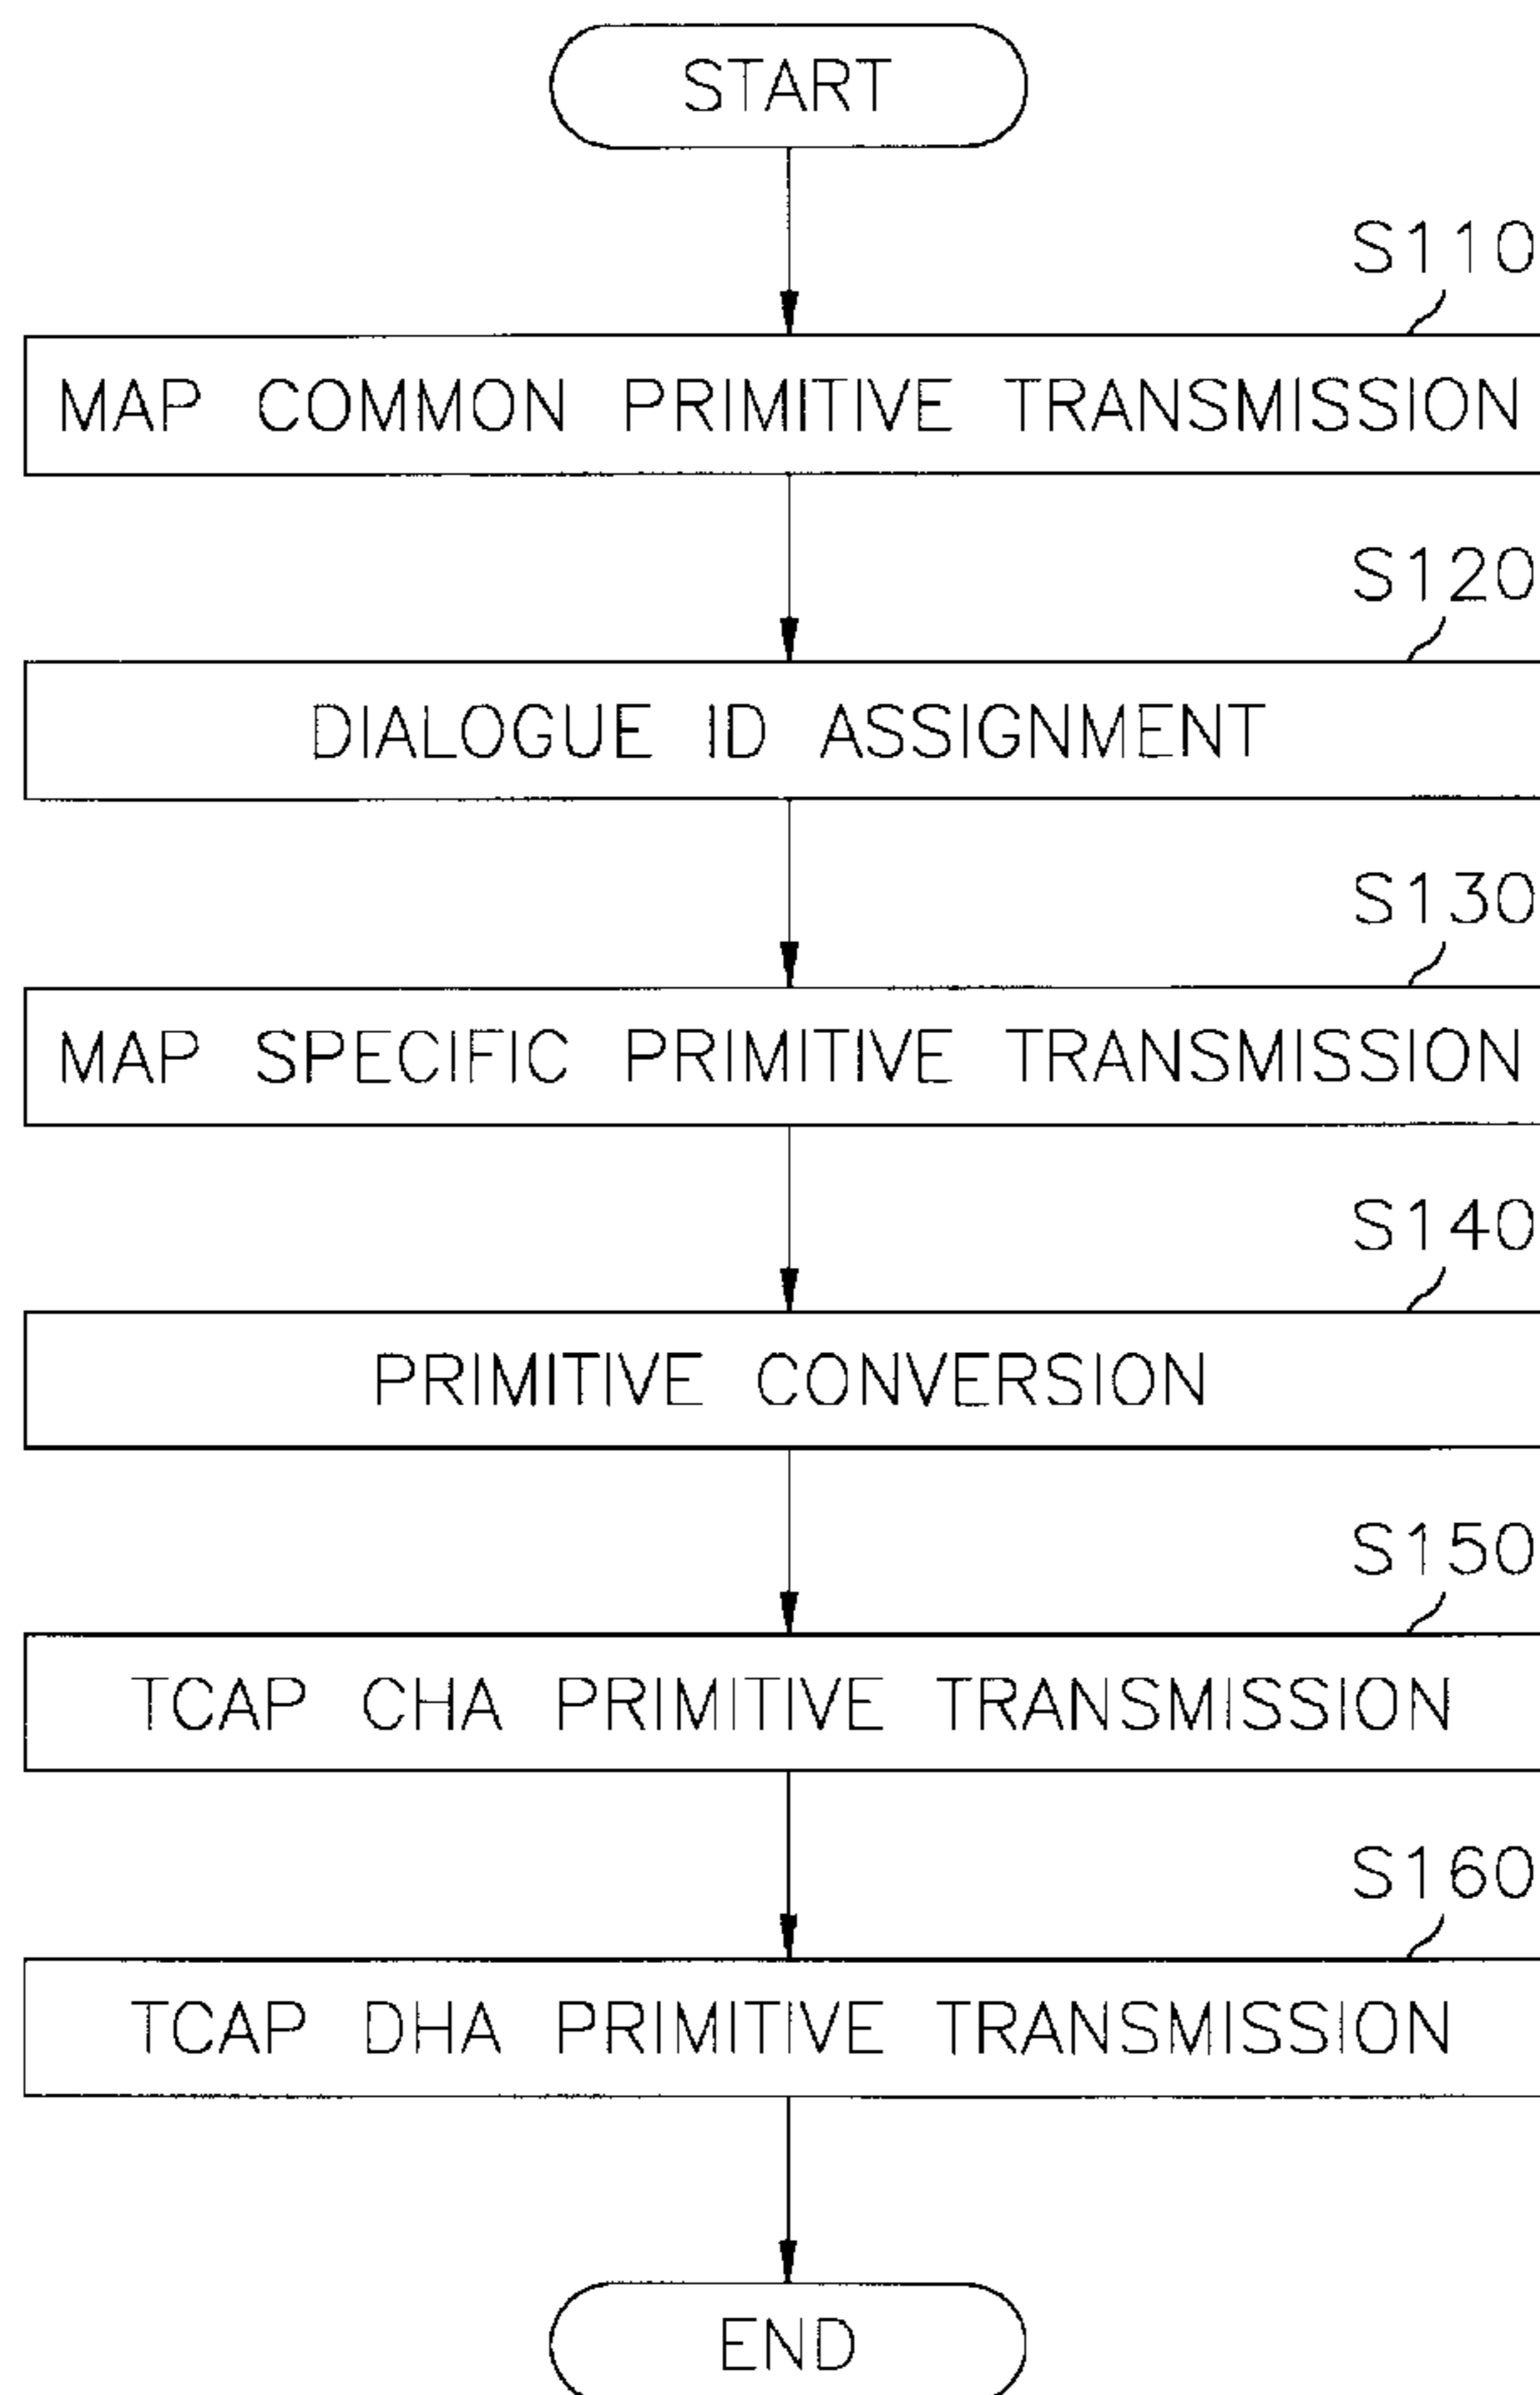 START
S110
MAP COMMON PRIMITIVE TRANSMISSION
S120
DIALOGUE ID ASSIGNMENT
S130
MAP SPECIFIC PRIMITIVE TRANSMISSION
S140
PRIMITIVE CONVERSION
S150
TCAP CHA PRIMITIVE TRANSMISSION
S160
TCAP DHA PRIMITIVE TRANSMISSION
END